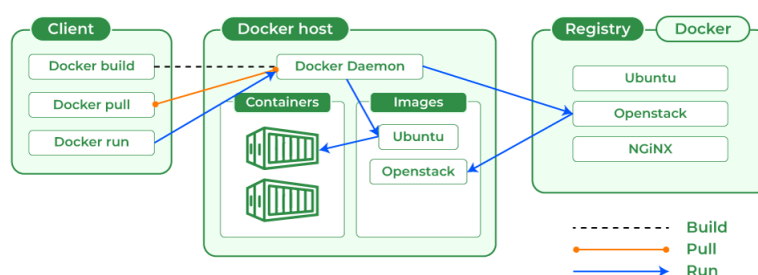 Client
Docker build
Docker pull
Docker run
Docker host
Docker Daemon
Containers
Images
Ubuntu
Openstack
Registry
Docker
Ubuntu
Openstack
NGiNX
Build
Pull
Run